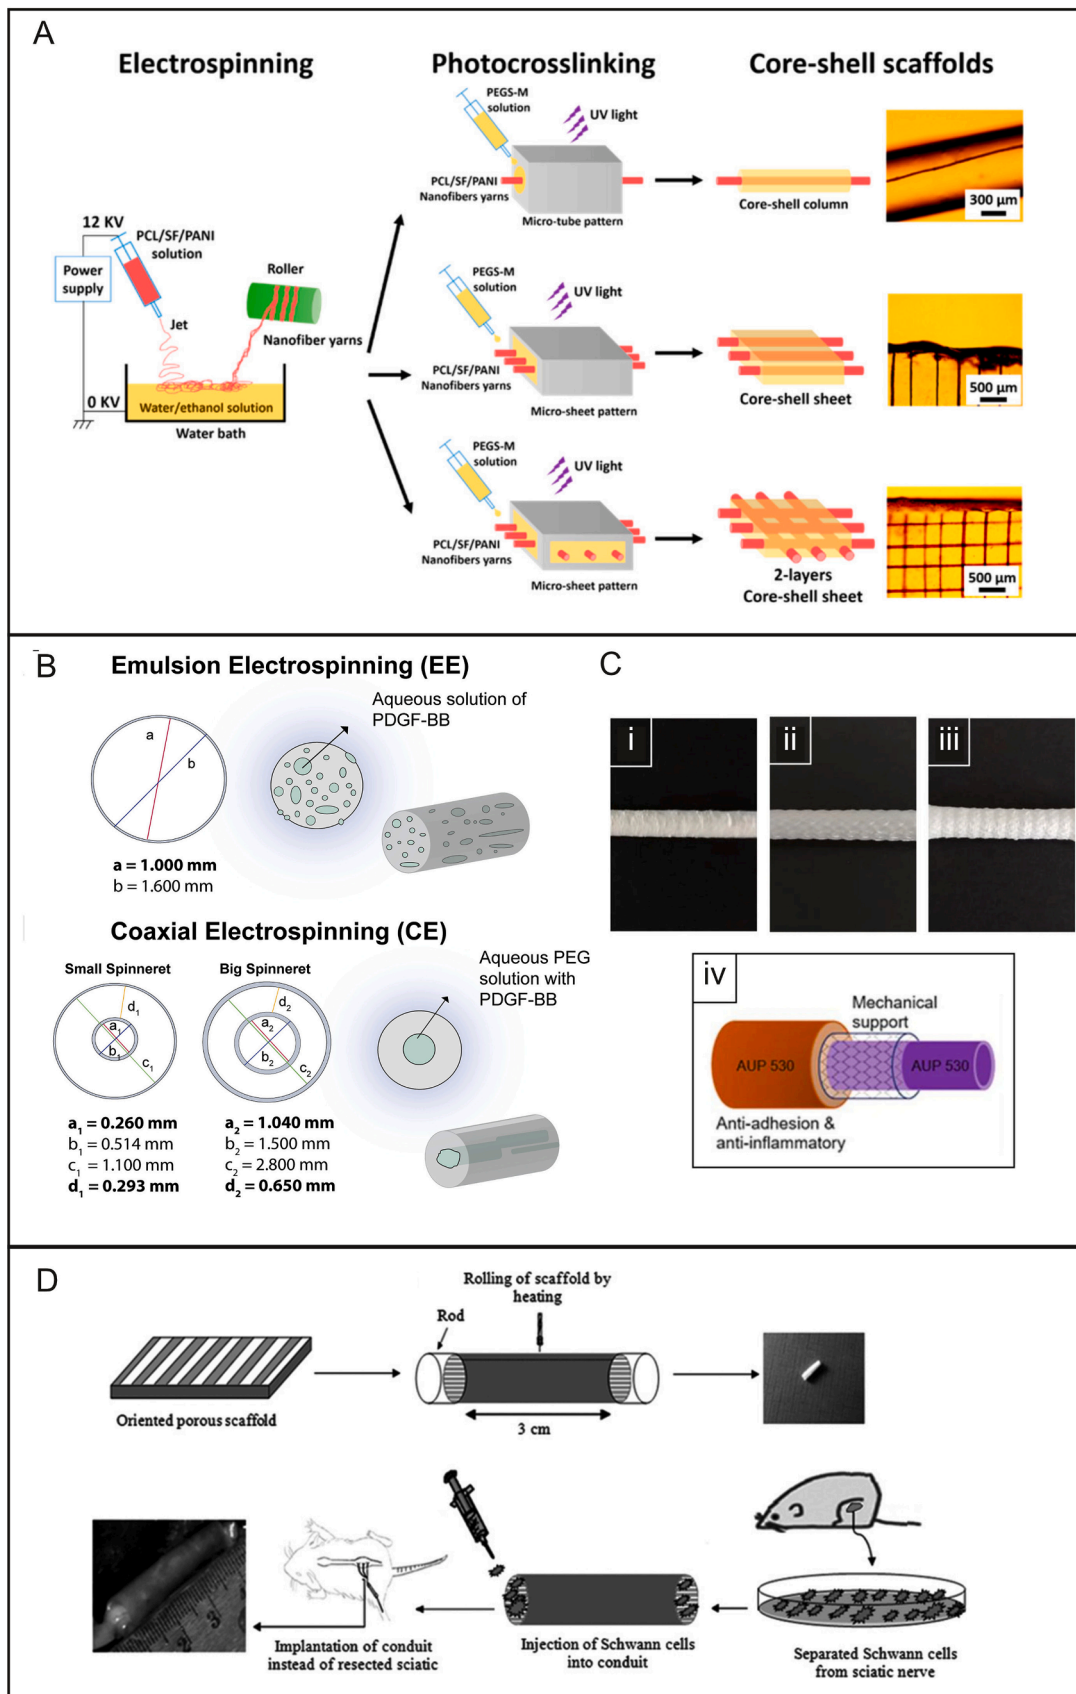 A
Electrospinning
Photocrosslinking
Core-shell scaffolds
12 KV
PCL/SF/PANI
solution
Power
supply
Jet
Roller
Nanofiber yarns
0 KV
Water/ethanol solution
Water bath
PEGS-M
solution
UV light
PCL/SF/PANI
Nanofibers yarns
Micro-tube pattern
Core-shell column
300 µm
PEGS-M
solution
UV light
PCL/SF/PANI
Nanofibers yarns
Micro-sheet pattern
Core-shell sheet
500 µm
PEGS-M
solution
UV light
PCL/SF/PANI
Nanofibers yarns
Micro-sheet pattern
2-layers
Core-shell sheet
500 µm
B
Emulsion Electrospinning (EE)
Aqueous solution of
PDGF-BB
a
b
a = 1.000 mm
b = 1.600 mm
Coaxial Electrospinning (CE)
Small Spinneret
Big Spinneret
Aqueous PEG
solution with
PDGF-BB
d1
a1
b1
c1
d2
a2
b2
c2
a1 = 0.260 mm
b1 = 0.514 mm
c1 = 1.100 mm
d1 = 0.293 mm
a2 = 1.040 mm
b2 = 1.500 mm
c2 = 2.800 mm
d2 = 0.650 mm
C
i
ii
iii
iv
Mechanical
support
AUP 530
AUP 530
Anti-adhesion &
anti-inflammatory
D
Rolling of scaffold by
heating
Rod
Oriented porous scaffold
3 cm
Implantation of conduit
instead of resected sciatic
Injection of Schwann cells
into conduit
Separated Schwann cells
from sciatic nerve